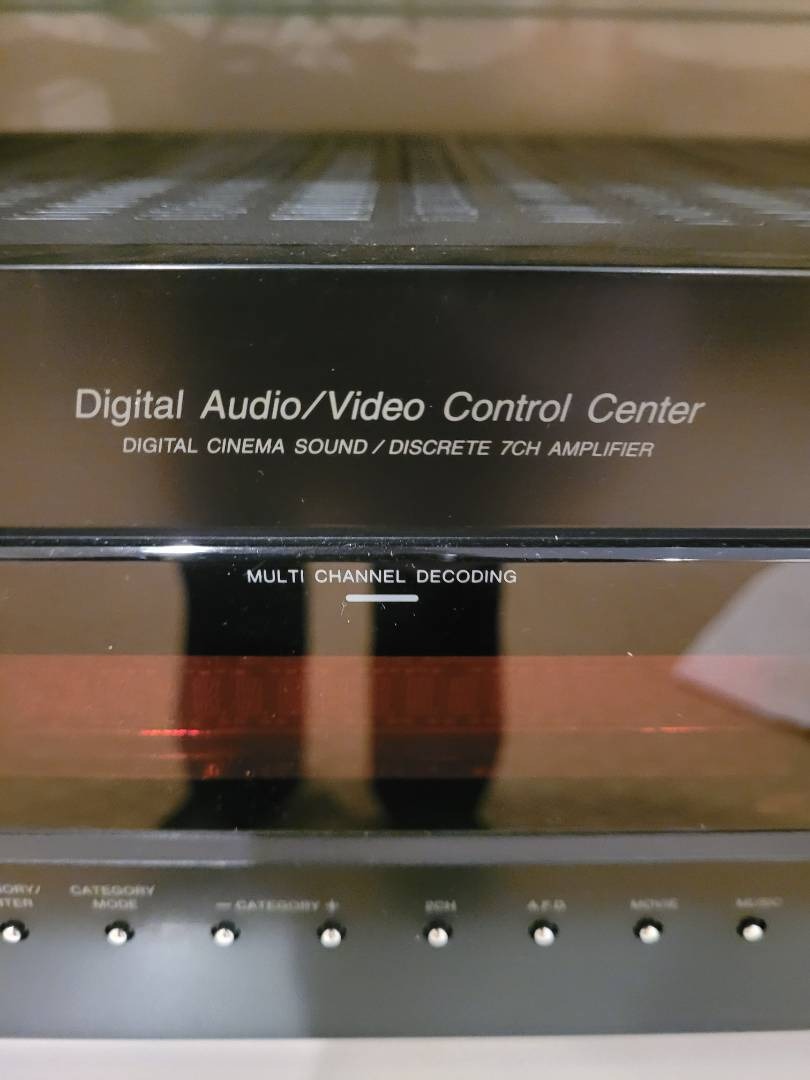 Digital Audio/Video Control Center
DIGITAL CINEMA SOUND / DISCRETE 7CH AMPLIFIER
MULTI CHANNEL DECODING
CATEGORY
MODE
— CATEGORY +
2CH
A.F.D.
MOVIE
MUSIC